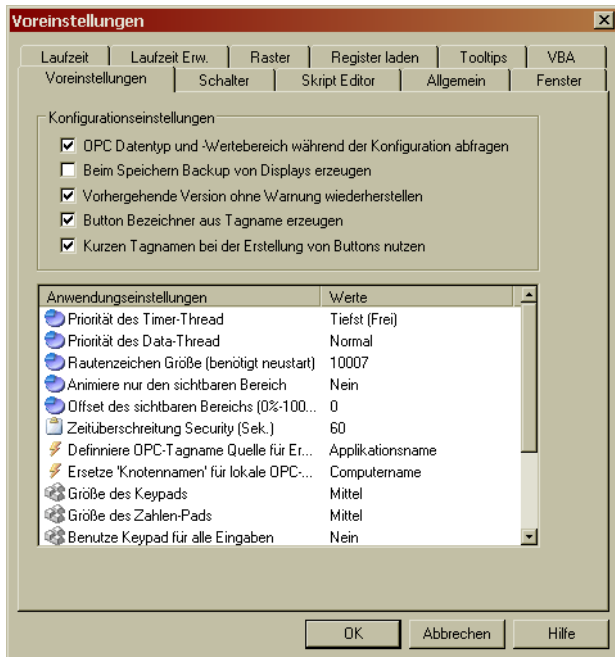 Voreinstellungen
Laufzeit Laufzeit Erw. Raster Register laden Tooltips VBA
Voreinstellungen Schalter Skript Editor Allgemein Fenster
Konfigurationseinstellungen
OPC Datentyp und -Wertebereich während der Konfiguration abfragen
Beim Speichern Backup von Displays erzeugen
Vorhergehende Version ohne Warnung wiederherstellen
Button Bezeichner aus Tagname erzeugen
Kurzen Tagnamen bei der Erstellung von Buttons nutzen
Anwendungseinstellungen Werte
Priorität des Timer-Thread Tiefst (Frei)
Priorität des Data-Thread Normal
Rautenzeichen Größe (benötigt neustart) 10007
Animiere nur den sichtbaren Bereich Nein
Offset des sichtbaren Bereichs (0%-100... 0
Zeitüberschreitung Security (Sek.) 60
Definniere OPC-Tagname Quelle für Er... Applikationsname
Ersetze 'Knotennamen' für lokale OPC-... Computername
Größe des Keypads Mittel
Größe des Zahlen-Pads Mittel
Benutze Keypad für alle Eingaben Nein
OK Abbrechen Hilfe